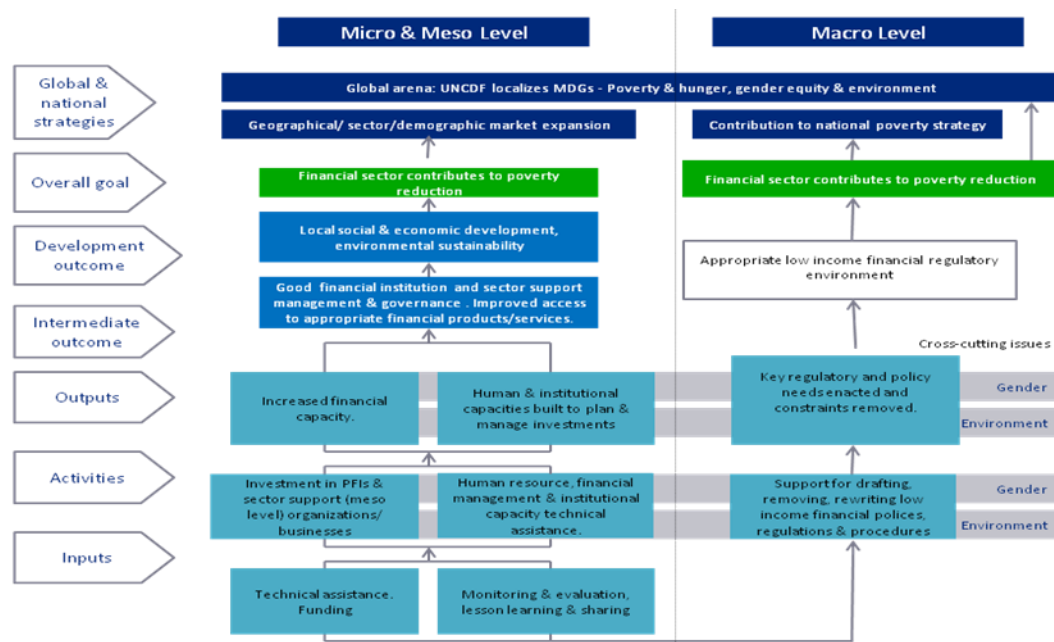 Micro & Meso Level
Macro Level
Global &
national
strategies
Global arena: UNCDF localizes MDGs - Poverty & hunger, gender equity & environment
Geographical/ sector/demographic market expansion
Contribution to national poverty strategy
Overall goal
Financial sector contributes to poverty
reduction
Financial sector contributes to poverty reduction
Development
outcome
Local social & economic development,
environmental sustainability
Appropriate low income financial regulatory
environment
Intermediate
outcome
Good financial institution and sector support
management & governance . Improved access
to appropriate financial products/services.
Cross-cutting issues
Outputs
Increased financial
capacity.
Human & institutional
capacities built to plan &
manage investments
Key regulatory and policy
needs enacted and
constraints removed.
Gender
Environment
Activities
Investment in PFIs &
sector support (meso
level) organizations/
businesses
Human resource, financial
management & institutional
capacity technical
assistance.
Support for drafting,
removing, rewriting low
income financial polices,
regulations & procedures
Gender
Environment
Inputs
Technical assistance.
Funding
Monitoring & evaluation,
lesson learning & sharing